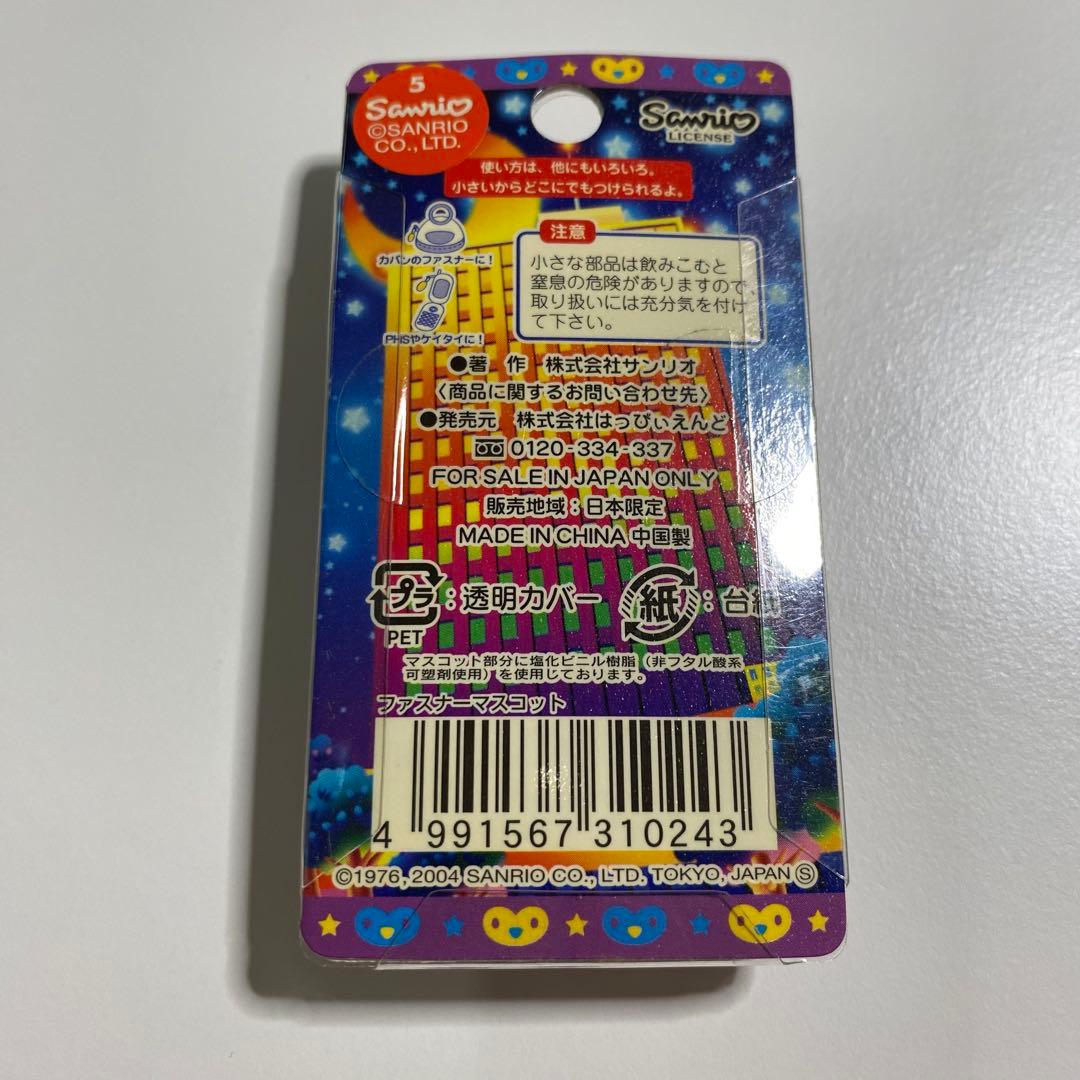 5
Sanrio
©SANRIO
CO., LTD.
Sanrio
LICENSE
使い方は、他にもいろいろ。
小さいからどこにでもつけられるよ。
カバンのファスナーに!
PHSやケイタイに!
注意
小さな部品は飲みこむと
窒息の危険がありますので、
取り扱いには充分気を付け
て下さい。
●著 作 株式会社サンリオ
〈商品に関するお問い合わせ先〉
●発売元 株式会社はっぴぃえんど
0120-334-337
FOR SALE IN JAPAN ONLY
販売地域:日本限定
MADE IN CHINA 中国製
プラ:透明カバー
PET
紙:台紙
マスコット部分に塩化ビニル樹脂(非フタル酸系
可塑剤使用)を使用しております。
ファスナーマスコット
4 991567 310243
©1976, 2004 SANRIO CO., LTD. TOKYO, JAPAN Ⓢ